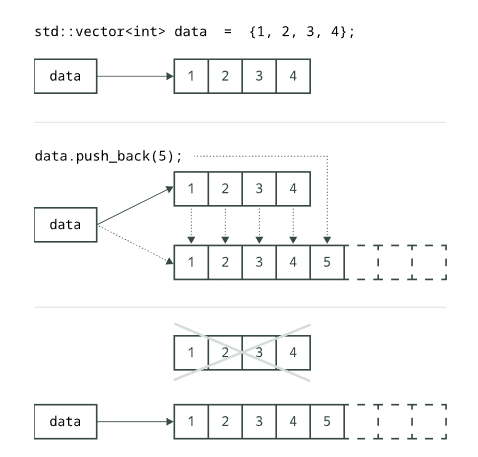 std::vector<int> data  =  {1, 2, 3, 4};
data 1 2 3 4
data.push_back(5);
1 2 3 4
data
1 2 3 4 5
1 2 3 4
data 1 2 3 4 5